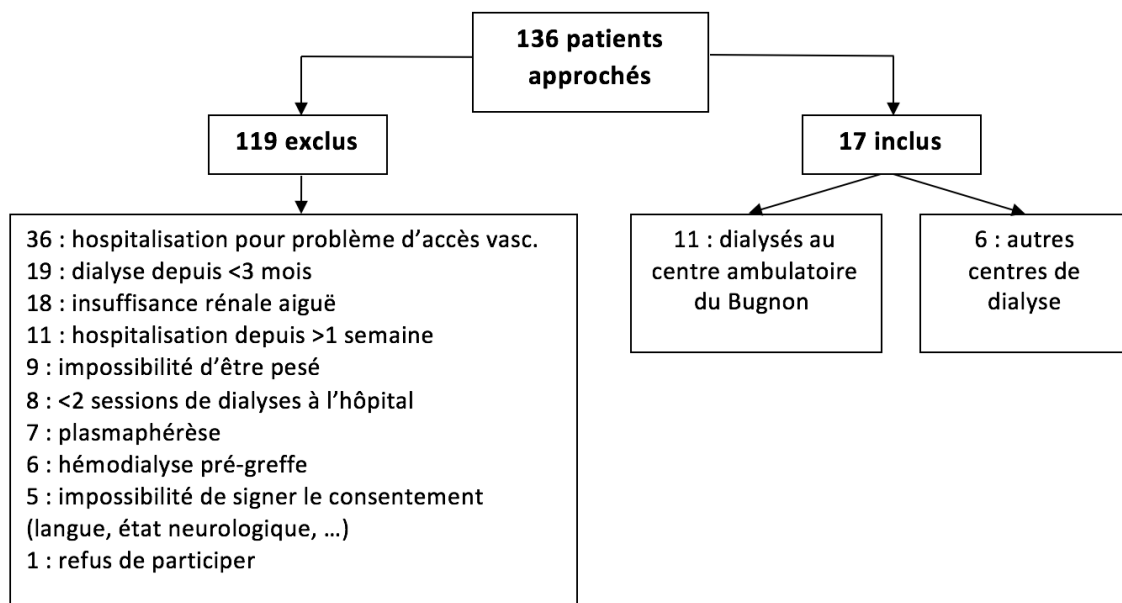 136 patients
approchés
119 exclus
17 inclus
36 : hospitalisation pour problème d’accès vasc.
19 : dialyse depuis <3 mois
18 : insuffisance rénale aiguë
11 : hospitalisation depuis >1 semaine
9 : impossibilité d’être pesé
8 : <2 sessions de dialyses à l’hôpital
7 : plasmaphérèse
6 : hémodialyse pré-greffe
5 : impossibilité de signer le consentement
(langue, état neurologique, …)
1 : refus de participer
11 : dialysés au
centre ambulatoire
du Bugnon
6 : autres
centres de
dialyse